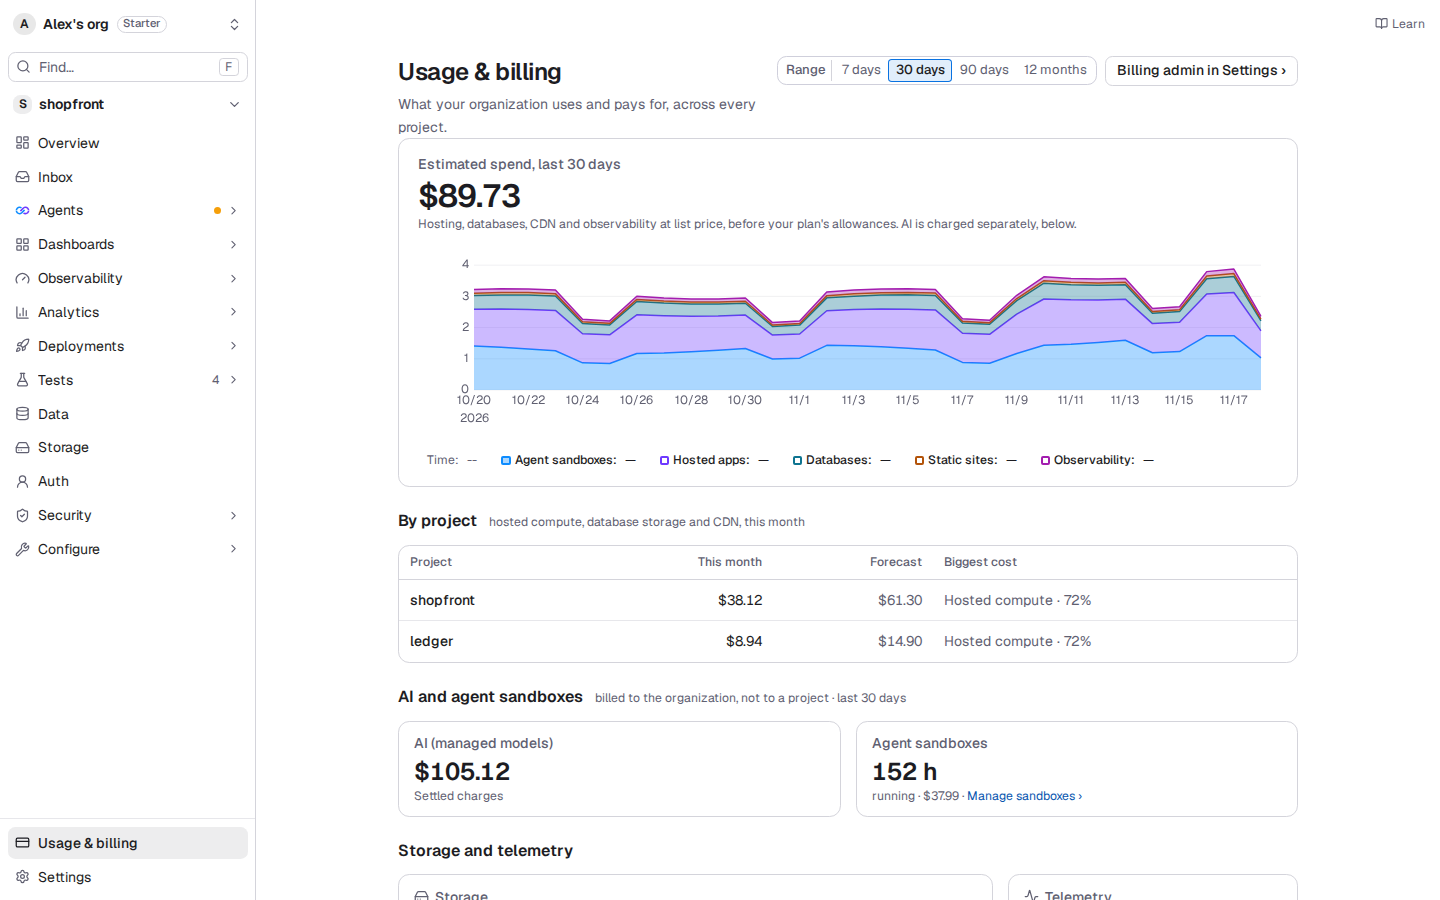 A Alex's org Starter
Find... F
S shopfront
Overview
Inbox
Agents
Dashboards
Observability
Analytics
Deployments
Tests 4
Data
Storage
Auth
Security
Configure
Usage & billing
Settings
Learn
Usage & billing
Range 7 days 30 days 90 days 12 months
Billing admin in Settings ›
What your organization uses and pays for, across every
project.
Estimated spend, last 30 days
$89.73
Hosting, databases, CDN and observability at list price, before your plan's allowances. AI is charged separately, below.
4
3
2
1
0
10/20 10/22 10/24 10/26 10/28 10/30 11/1 11/3 11/5 11/7 11/9 11/11 11/13 11/15 11/17
2026
Time: -- Agent sandboxes: — Hosted apps: — Databases: — Static sites: — Observability: —
By project hosted compute, database storage and CDN, this month
Project This month Forecast Biggest cost
shopfront $38.12 $61.30 Hosted compute · 72%
ledger $8.94 $14.90 Hosted compute · 72%
AI and agent sandboxes billed to the organization, not to a project · last 30 days
AI (managed models)
$105.12
Settled charges
Agent sandboxes
152 h
running · $37.99 · Manage sandboxes ›
Storage and telemetry
Storage
Telemetry